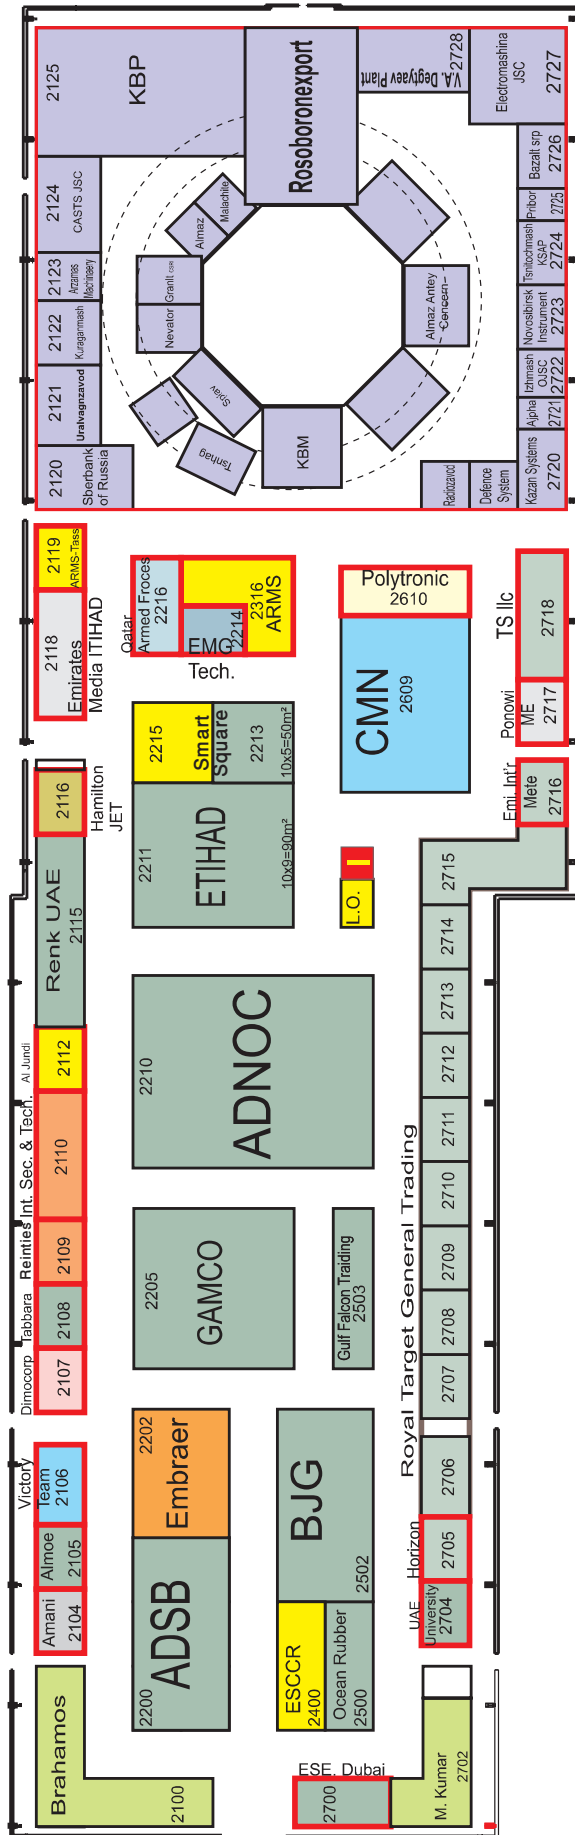 2125
KBP
Rosoboronexport
2728
V.A. Degtyaev Plant
Electromashina
JSC
2727
2124
CASTS JSC
Malachite
Almaz
Bazalt srp
2726
Pribor
2725
2123
Arzamas
Machinaery
Granit
Tsnitochmash
KSAP
2724
2122
Kuraganmash
Nevator
Almaz Antey
Concern
Novosibirsk
Instrument
2723
2121
Uralvagnzavod
Splav
Izhmash
OJSC
2722
Ajpha
2721
2120
Sberbank
of Russia
Tsnhag
KBM
Radiozavod
Defence
System
Kazan Systems
2720
2119
ARMS-Tass
2118
Emirates
Media ITIHAD
Qatar
Armed Froces
2216
2316
ARMS
2214
EMG
Tech.
Polytronic
2610
CMN
2609
TS llc
2718
Ponowi
ME
2717
2116
Hamilton
JET
2215
Smart
Square
2213
10x5=50m²
Emi. Int'r
Mete
2716
Renk UAE
2115
2211
ETIHAD
10x9=90m²
L.O.
2715
2714
2713
Al Jundi
2112
2210
ADNOC
2712
Int. Sec. & Tech.
2110
2711
2710
Royal Target General Trading
Reinties
2109
2205
GAMCO
Gulf Falcon Traiding
2503
2709
Tabbara
2108
2708
Dimocorp
2107
2707
Victory
Team
2106
2202
Embraer
BJG
2502
2706
Almoe
2105
Horizon
2705
Amani
2104
ADSB
2200
ESCCR
2400
Ocean Rubber
2500
UAE
University
2704
Brahamos
2100
ESE. Dubai
2700
M. Kumar
2702